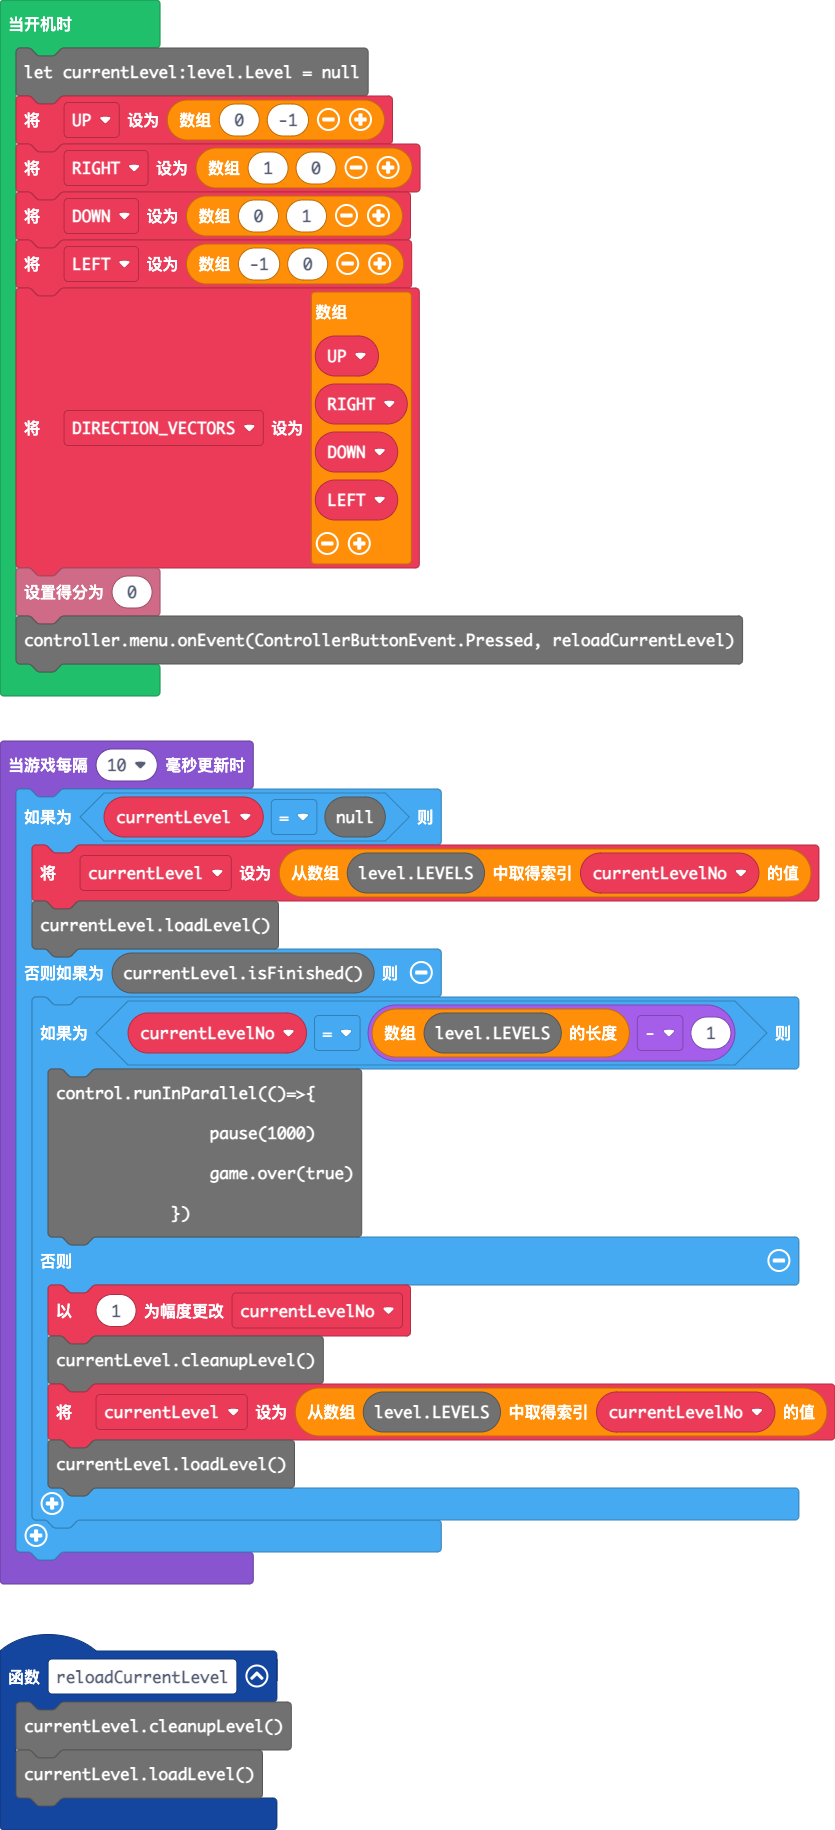 当开机时
let currentLevel:level.Level = null
将 UP 设为 数组 0 -1
将 RIGHT 设为 数组 1 0
将 DOWN 设为 数组 0 1
将 LEFT 设为 数组 -1 0
将 DIRECTION_VECTORS 设为 数组
UP
RIGHT
DOWN
LEFT
设置得分为 0
controller.menu.onEvent(ControllerButtonEvent.Pressed, reloadCurrentLevel)
当游戏每隔 10 毫秒更新时
如果为 currentLevel = null 则
将 currentLevel 设为 从数组 level.LEVELS 中取得索引 currentLevelNo 的值
currentLevel.loadLevel()
否则如果为 currentLevel.isFinished() 则
如果为 currentLevelNo = 数组 level.LEVELS 的长度 - 1 则
control.runInParallel(()=>{
pause(1000)
game.over(true)
})
否则
以 1 为幅度更改 currentLevelNo
currentLevel.cleanupLevel()
将 currentLevel 设为 从数组 level.LEVELS 中取得索引 currentLevelNo 的值
currentLevel.loadLevel()
函数 reloadCurrentLevel
currentLevel.cleanupLevel()
currentLevel.loadLevel()